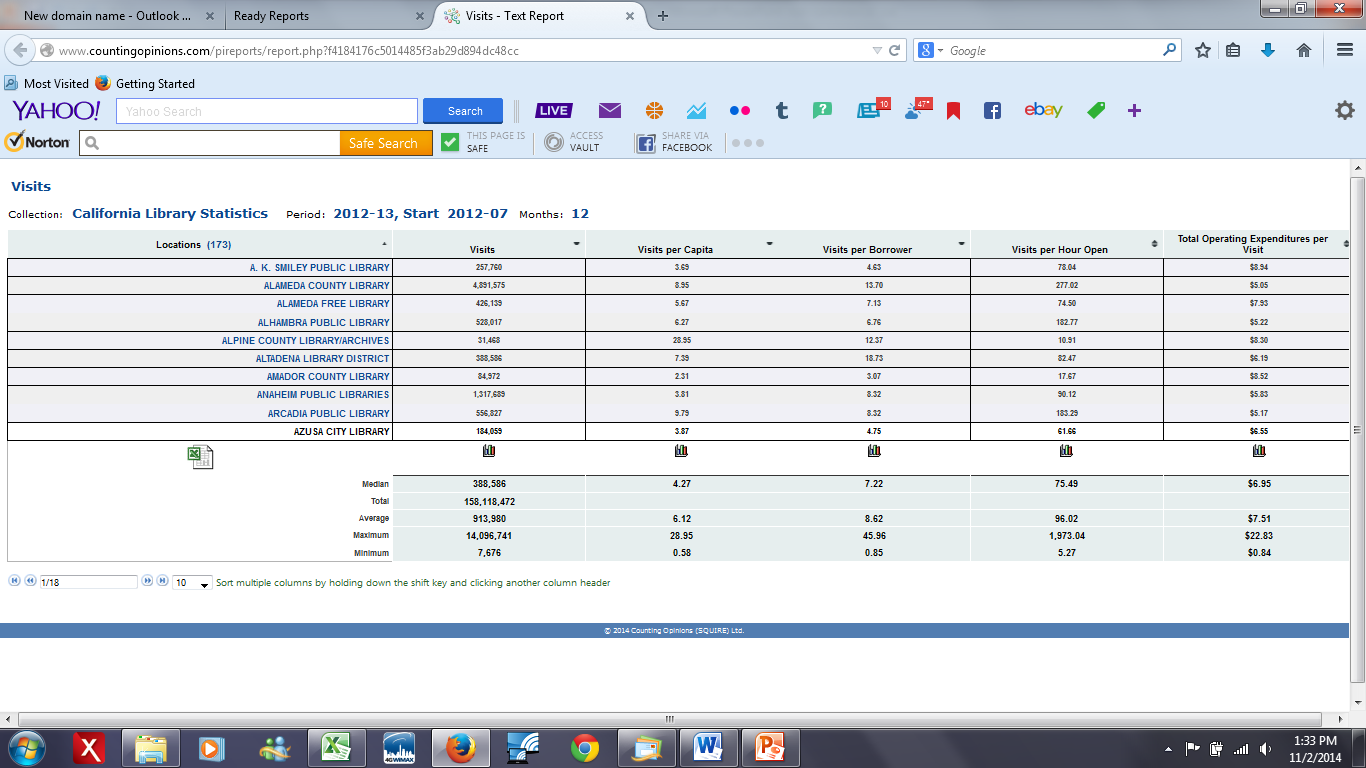 New domain name - Outlook ... × Ready Reports × Visits - Text Report ×
www.countingopinions.com/pireports/report.php?f4184176c5014485f3ab29d894dc48cc Google
Most Visited Getting Started
YAHOO! Yahoo Search Search LIVE 10 47° ebay
Norton Safe Search THIS PAGE IS SAFE ACCESS VAULT SHARE VIA FACEBOOK
Visits
Collection: California Library Statistics Period: 2012-13, Start 2012-07 Months: 12
Locations (173) Visits Visits per Capita Visits per Borrower Visits per Hour Open Total Operating Expenditures per Visit
A. K. SMILEY PUBLIC LIBRARY 257,760 3.69 4.63 78.04 $8.94
ALAMEDA COUNTY LIBRARY 4,891,575 8.95 13.70 277.02 $5.05
ALAMEDA FREE LIBRARY 426,139 5.67 7.13 74.50 $7.93
ALHAMBRA PUBLIC LIBRARY 528,017 6.27 6.76 182.77 $5.22
ALPINE COUNTY LIBRARY/ARCHIVES 31,468 28.95 12.37 10.91 $8.30
ALTADENA LIBRARY DISTRICT 388,586 7.39 18.73 82.47 $6.19
AMADOR COUNTY LIBRARY 84,972 2.31 3.07 17.67 $8.52
ANAHEIM PUBLIC LIBRARIES 1,317,689 3.81 8.32 90.12 $5.83
ARCADIA PUBLIC LIBRARY 556,827 9.79 8.32 183.29 $5.17
AZUSA CITY LIBRARY 184,059 3.87 4.75 61.66 $6.55
Median 388,586 4.27 7.22 75.49 $6.95
Total 158,118,472
Average 913,980 6.12 8.62 96.02 $7.51
Maximum 14,096,741 28.95 45.96 1,973.04 $22.83
Minimum 7,676 0.58 0.85 5.27 $0.84
1/18 10 Sort multiple columns by holding down the shift key and clicking another column header
© 2014 Counting Opinions (SQUIRE) Ltd.
4GWIMAX
1:33 PM
11/2/2014